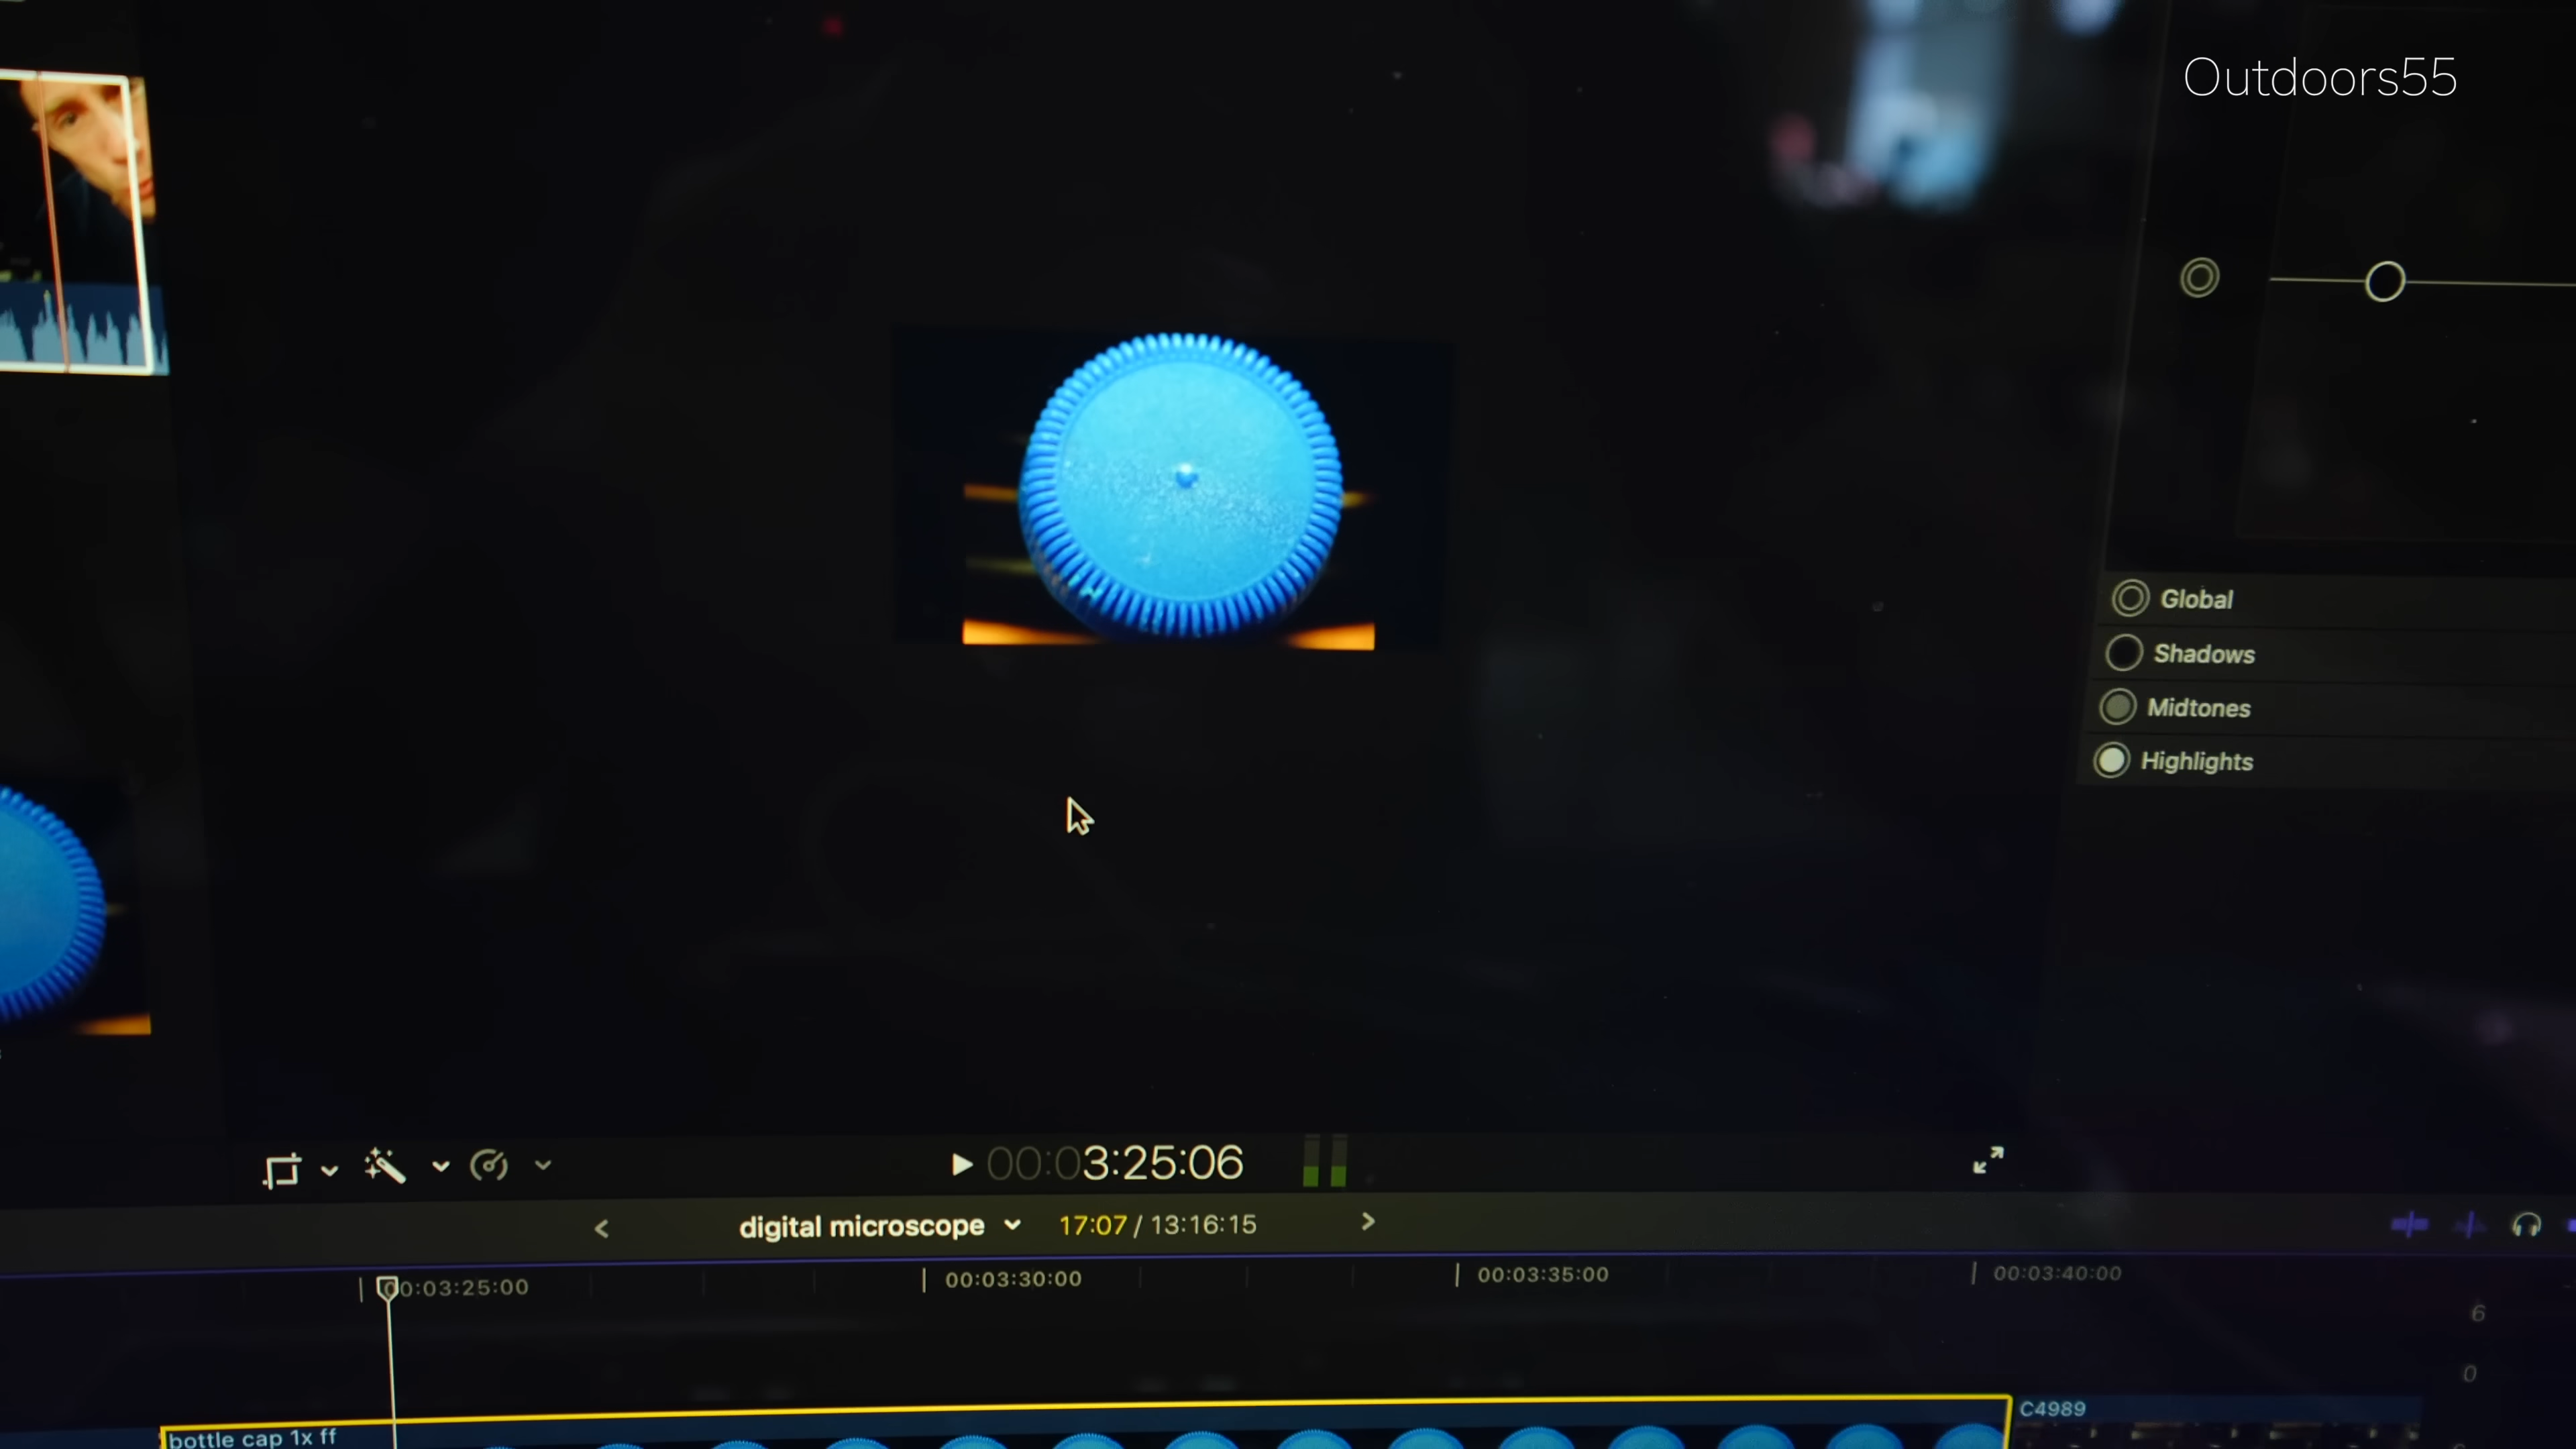 Outdoors55
Global
Shadows
Midtones
Highlights
00:03:25:06
digital microscope
17:07 / 13:16:15
00:03:25:00
00:03:30:00
00:03:35:00
00:03:40:00
6
0
C4989
bottle cap 1x ff